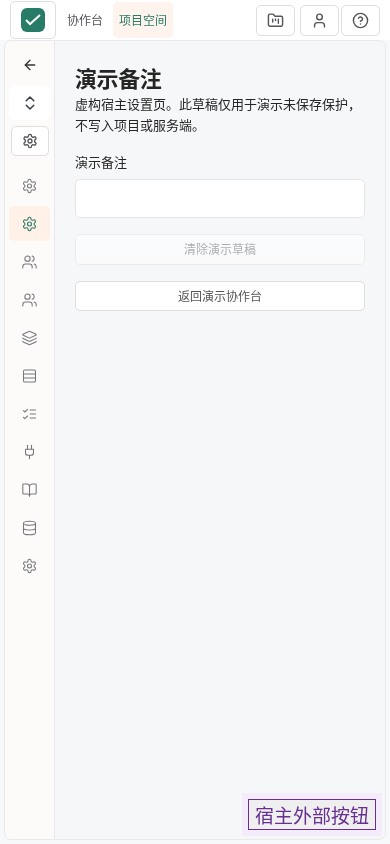 协作台 项目空间
演示备注
虚构宿主设置页。此草稿仅用于演示未保存保护，
不写入项目或服务端。
演示备注
清除演示草稿
返回演示协作台
宿主外部按钮